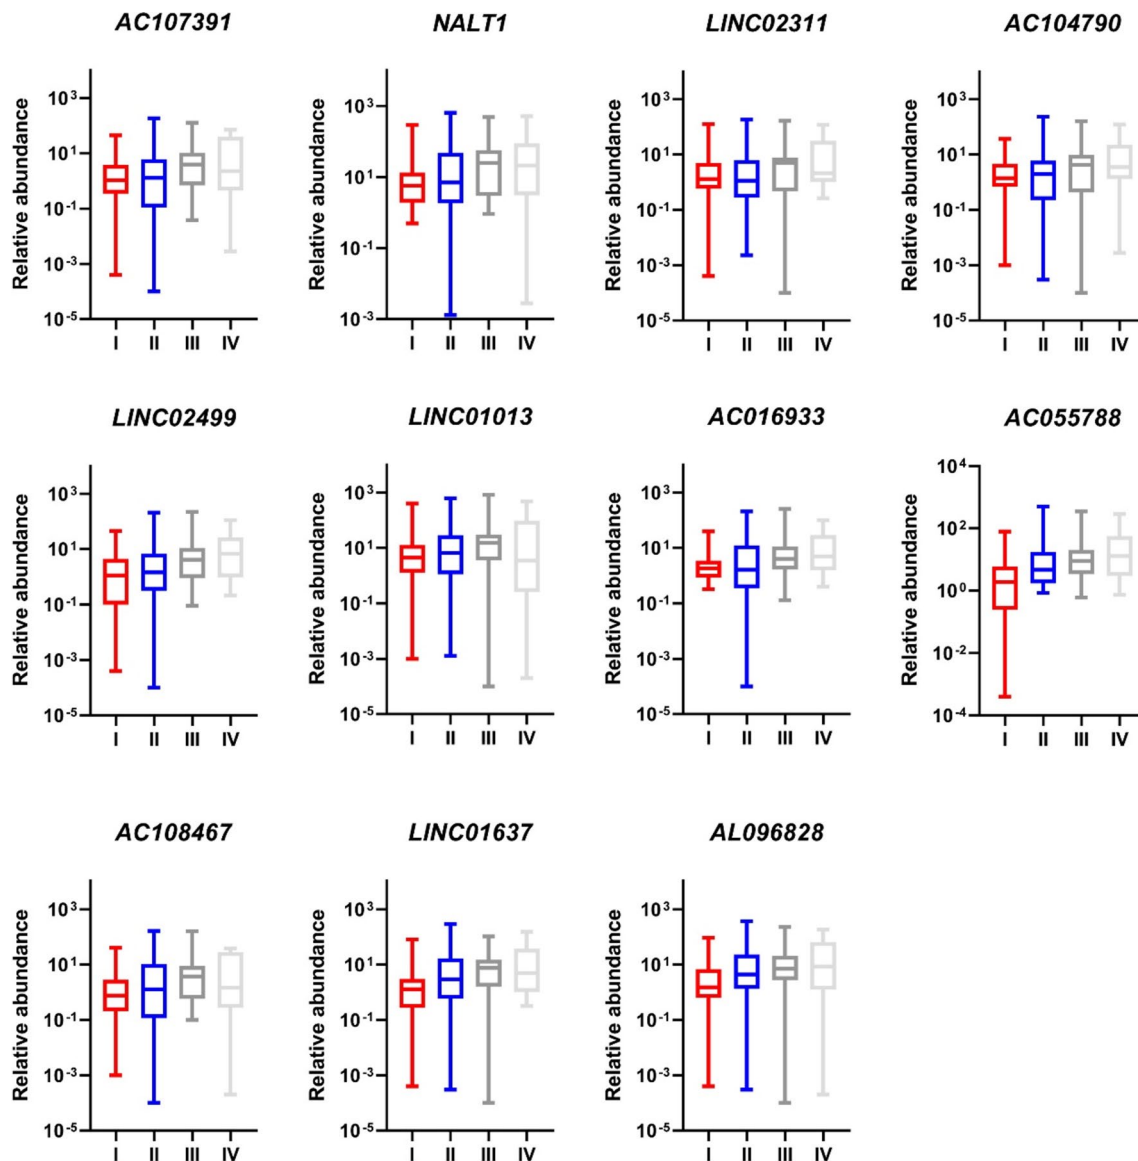 AC107391 NALT1 LINC02311 AC104790
Relative abundance
10³
10¹
10⁻¹
10⁻³
10⁻⁵
I II III IV
Relative abundance
10³
10¹
10⁻¹
10⁻³
I II III IV
Relative abundance
10³
10¹
10⁻¹
10⁻³
10⁻⁵
I II III IV
Relative abundance
10³
10¹
10⁻¹
10⁻³
10⁻⁵
I II III IV
LINC02499 LINC01013 AC016933 AC055788
Relative abundance
10³
10¹
10⁻¹
10⁻³
10⁻⁵
I II III IV
Relative abundance
10³
10¹
10⁻¹
10⁻³
10⁻⁵
I II III IV
Relative abundance
10³
10¹
10⁻¹
10⁻³
10⁻⁵
I II III IV
Relative abundance
10⁴
10²
10⁰
10⁻²
10⁻⁴
I II III IV
AC108467 LINC01637 AL096828
Relative abundance
10³
10¹
10⁻¹
10⁻³
10⁻⁵
I II III IV
Relative abundance
10³
10¹
10⁻¹
10⁻³
10⁻⁵
I II III IV
Relative abundance
10³
10¹
10⁻¹
10⁻³
10⁻⁵
I II III IV